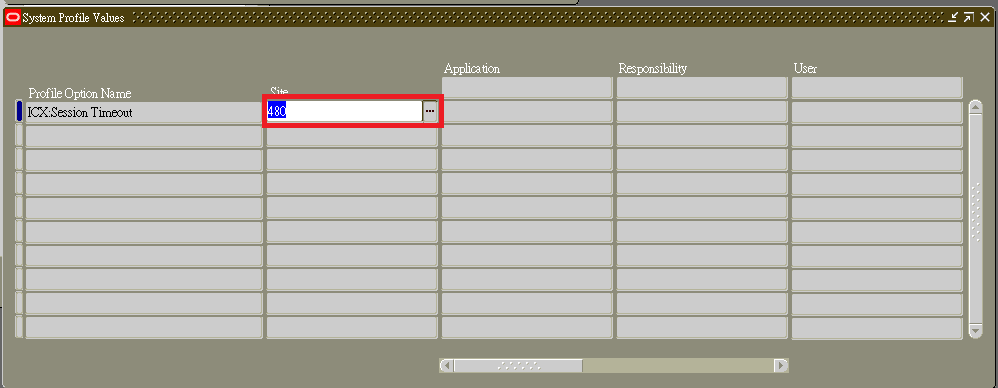 System Profile Values
Application Responsibility User
Profile Option Name Site
ICX:Session Timeout 480